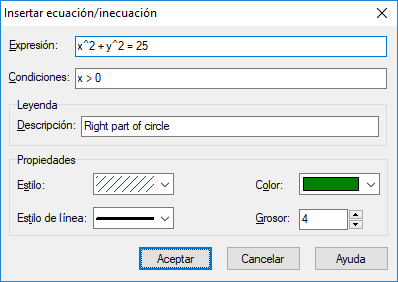 Insertar ecuación/inecuación
Expresión: x^2 + y^2 = 25
Condiciones: x > 0
Leyenda
Descripción: Right part of circle
Propiedades
Estilo: Color:
Estilo de línea: Grosor: 4
Aceptar Cancelar Ayuda